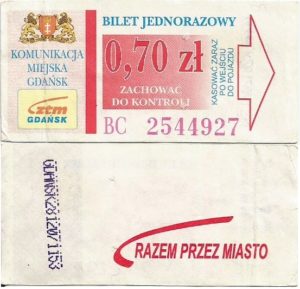 BILET JEDNORAZOWY
KOMUNIKACJA
MIEJSKA
GDAŃSK
0,70 zł
ZACHOWAĆ
DO KONTROLI
KASOWAĆ ZARAZ
PO WEJŚCIU
DO POJAZDU
ztm
GDAŃSK
BC 2544927
RAZEM PRZEZ MIASTO